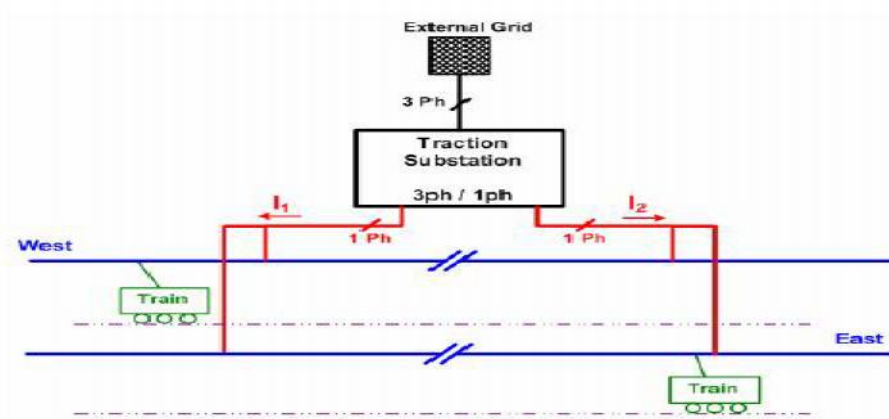 External Grid
3 Ph
Traction
Substation
3ph / 1ph
I1
I2
1 Ph
1 Ph
West
Train
East
Train